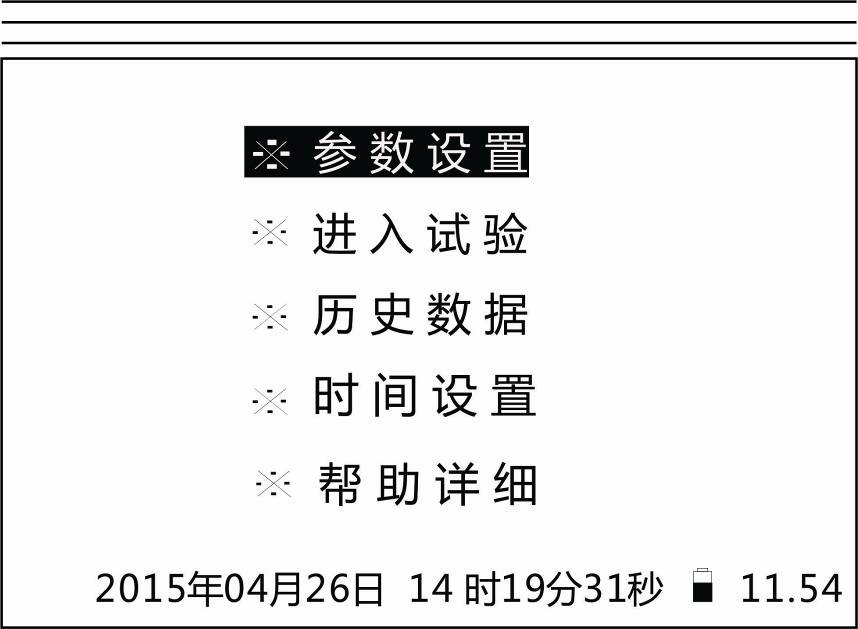 ※ 参数设置
※ 进入试验
※ 历史数据
※ 时间设置
※ 帮助详细
2015年04月26日 14时19分31秒 11.54